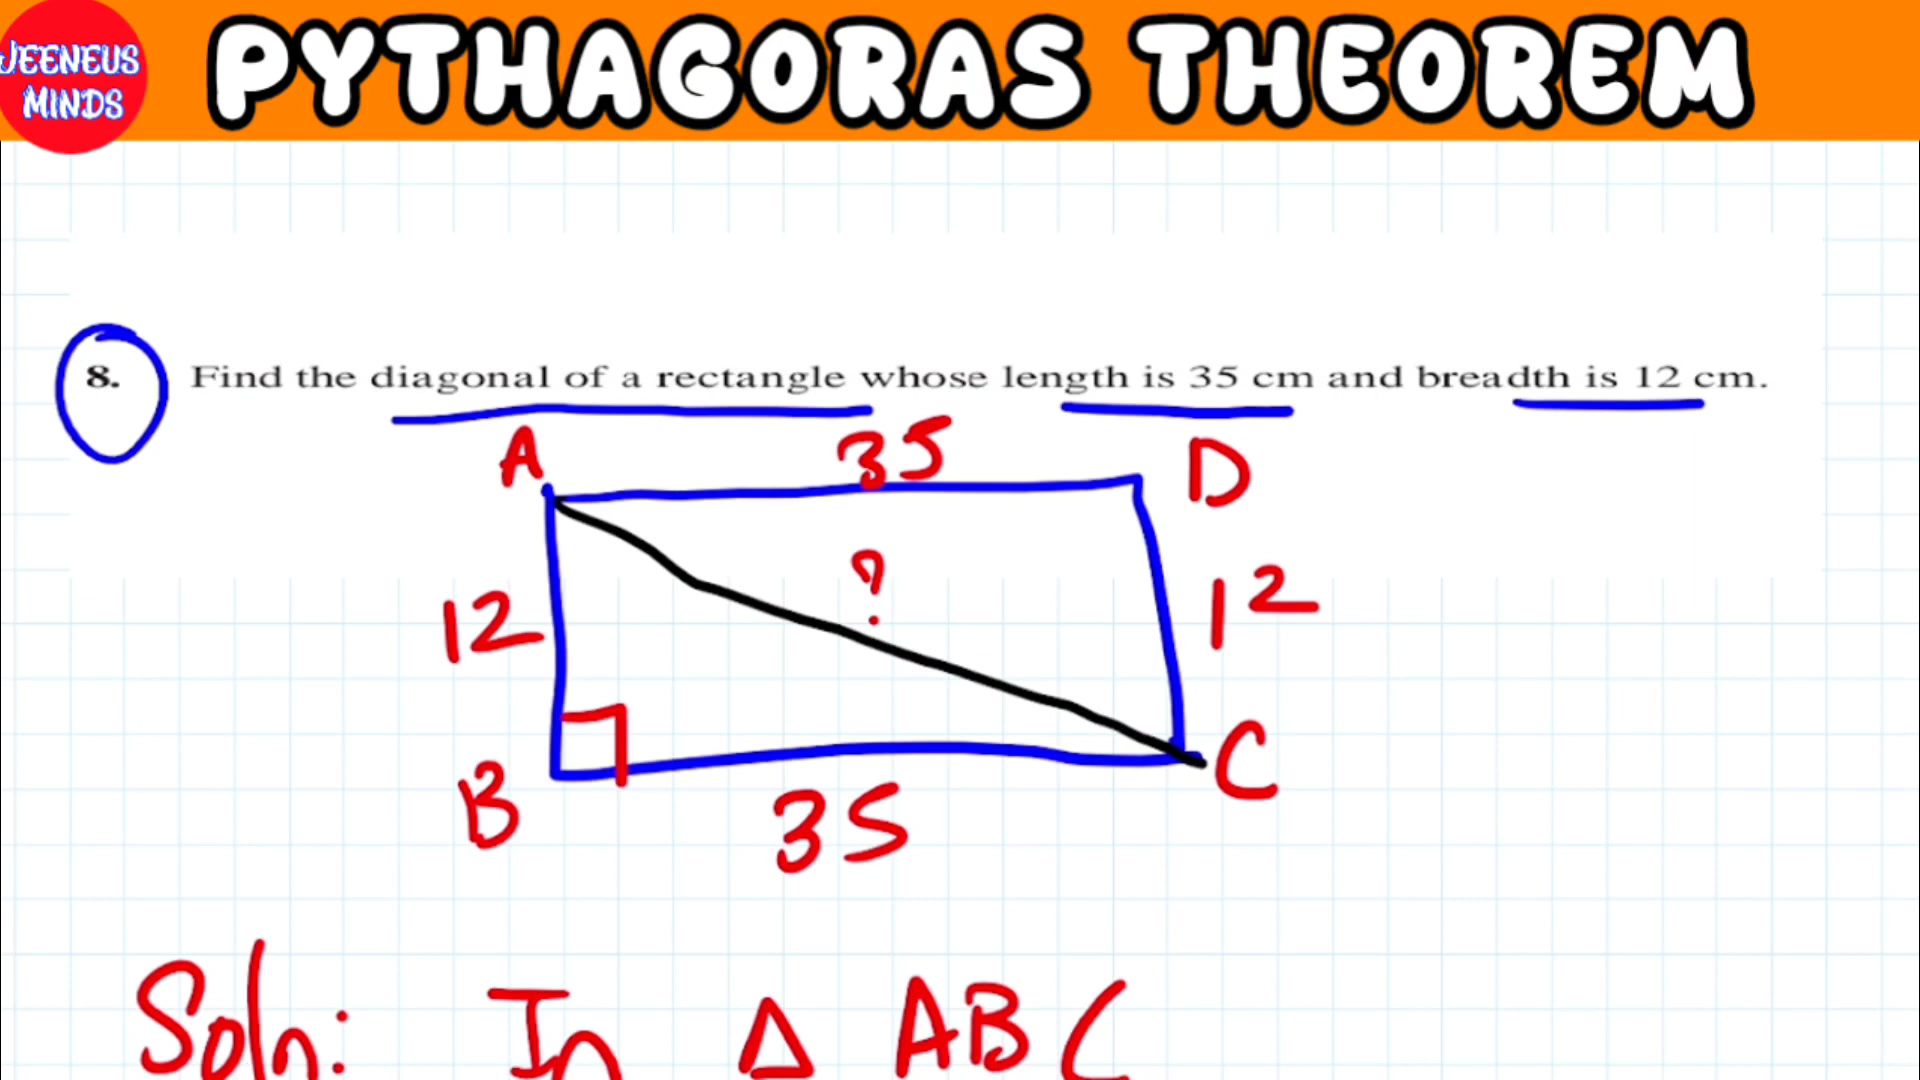 JEENEUS
MINDS
PYTHAGORAS THEOREM
8. Find the diagonal of a rectangle whose length is 35 cm and breadth is 12 cm.
A
35
D
?
12
12
B
C
35
Soln: In Δ ABC